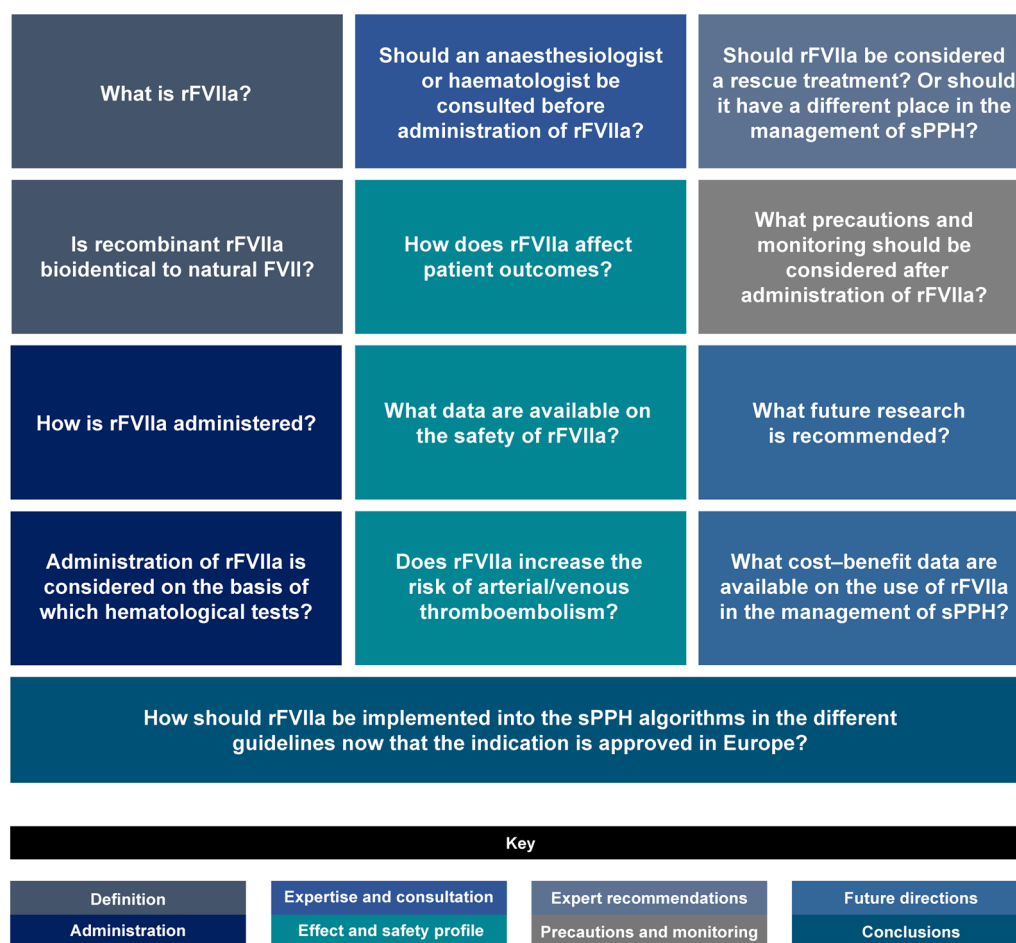 What is rFVIIa?
Should an anaesthesiologist
or haematologist be
consulted before
administration of rFVIIa?
Should rFVIIa be considered
a rescue treatment? Or should
it have a different place in the
management of sPPH?
Is recombinant rFVIIa
bioidentical to natural FVII?
How does rFVIIa affect
patient outcomes?
What precautions and
monitoring should be
considered after
administration of rFVIIa?
How is rFVIIa administered?
What data are available on
the safety of rFVIIa?
What future research
is recommended?
Administration of rFVIIa is
considered on the basis of
which hematological tests?
Does rFVIIa increase the
risk of arterial/venous
thromboembolism?
What cost–benefit data are
available on the use of rFVIIa
in the management of sPPH?
How should rFVIIa be implemented into the sPPH algorithms in the different
guidelines now that the indication is approved in Europe?
Key
Definition
Administration
Expertise and consultation
Effect and safety profile
Expert recommendations
Precautions and monitoring
Future directions
Conclusions